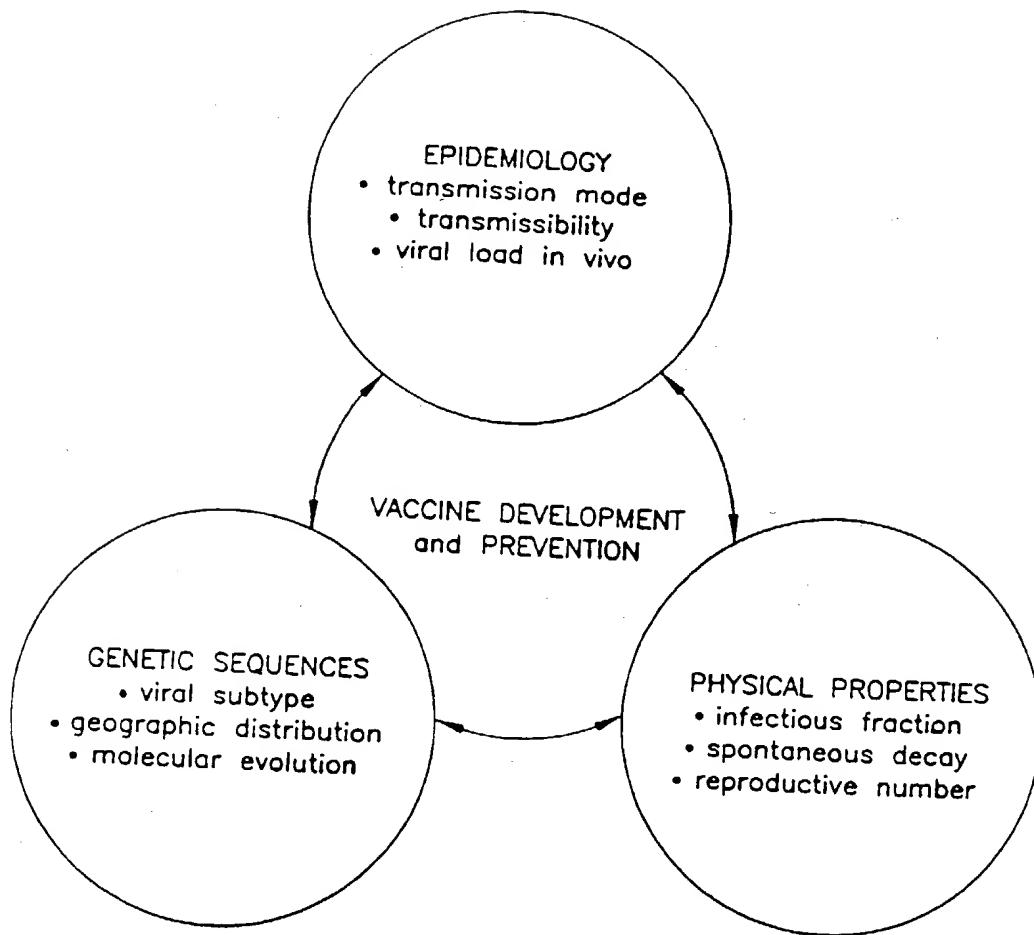 EPIDEMIOLOGY
• transmission mode
• transmissibility
• viral load in vivo
VACCINE DEVELOPMENT
and PREVENTION
GENETIC SEQUENCES
• viral subtype
• geographic distribution
• molecular evolution
PHYSICAL PROPERTIES
• infectious fraction
• spontaneous decay
• reproductive number